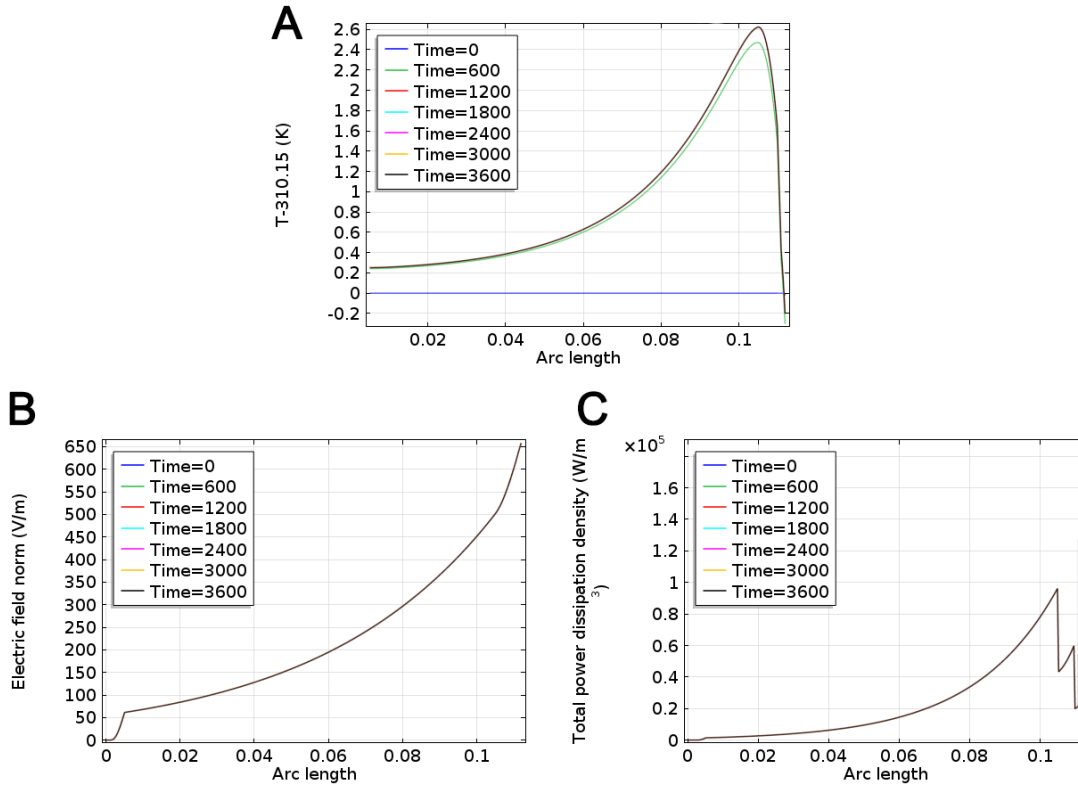 A
T-310.15 (K)
2.6
2.4
2.2
2
1.8
1.6
1.4
1.2
1
0.8
0.6
0.4
0.2
0
-0.2
Time=0
Time=600
Time=1200
Time=1800
Time=2400
Time=3000
Time=3600
0.02
0.04
0.06
0.08
0.1
Arc length
B
Electric field norm (V/m)
650
600
550
500
450
400
350
300
250
200
150
100
50
0
Time=0
Time=600
Time=1200
Time=1800
Time=2400
Time=3000
Time=3600
0
0.02
0.04
0.06
0.08
0.1
Arc length
C
Total power dissipation density (W/m
3)
×10⁵
1.8
1.6
1.4
1.2
1
0.8
0.6
0.4
0.2
0
Time=0
Time=600
Time=1200
Time=1800
Time=2400
Time=3000
Time=3600
0
0.02
0.04
0.06
0.08
0.1
Arc length